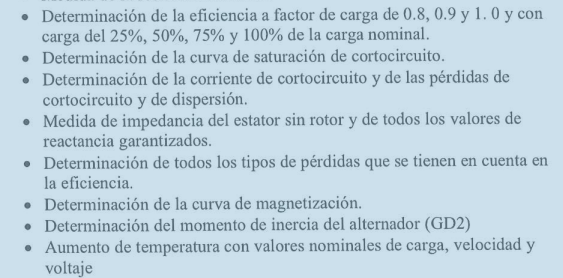 • Determinación de la eficiencia a factor de carga de 0.8, 0.9 y 1. 0 y con
carga del 25%, 50%, 75% y 100% de la carga nominal.
• Determinación de la curva de saturación de cortocircuito.
• Determinación de la corriente de cortocircuito y de las pérdidas de
cortocircuito y de dispersión.
• Medida de impedancia del estator sin rotor y de todos los valores de
reactancia garantizados.
• Determinación de todos los tipos de pérdidas que se tienen en cuenta en
la eficiencia.
• Determinación de la curva de magnetización.
• Determinación del momento de inercia del alternador (GD2)
• Aumento de temperatura con valores nominales de carga, velocidad y
voltaje